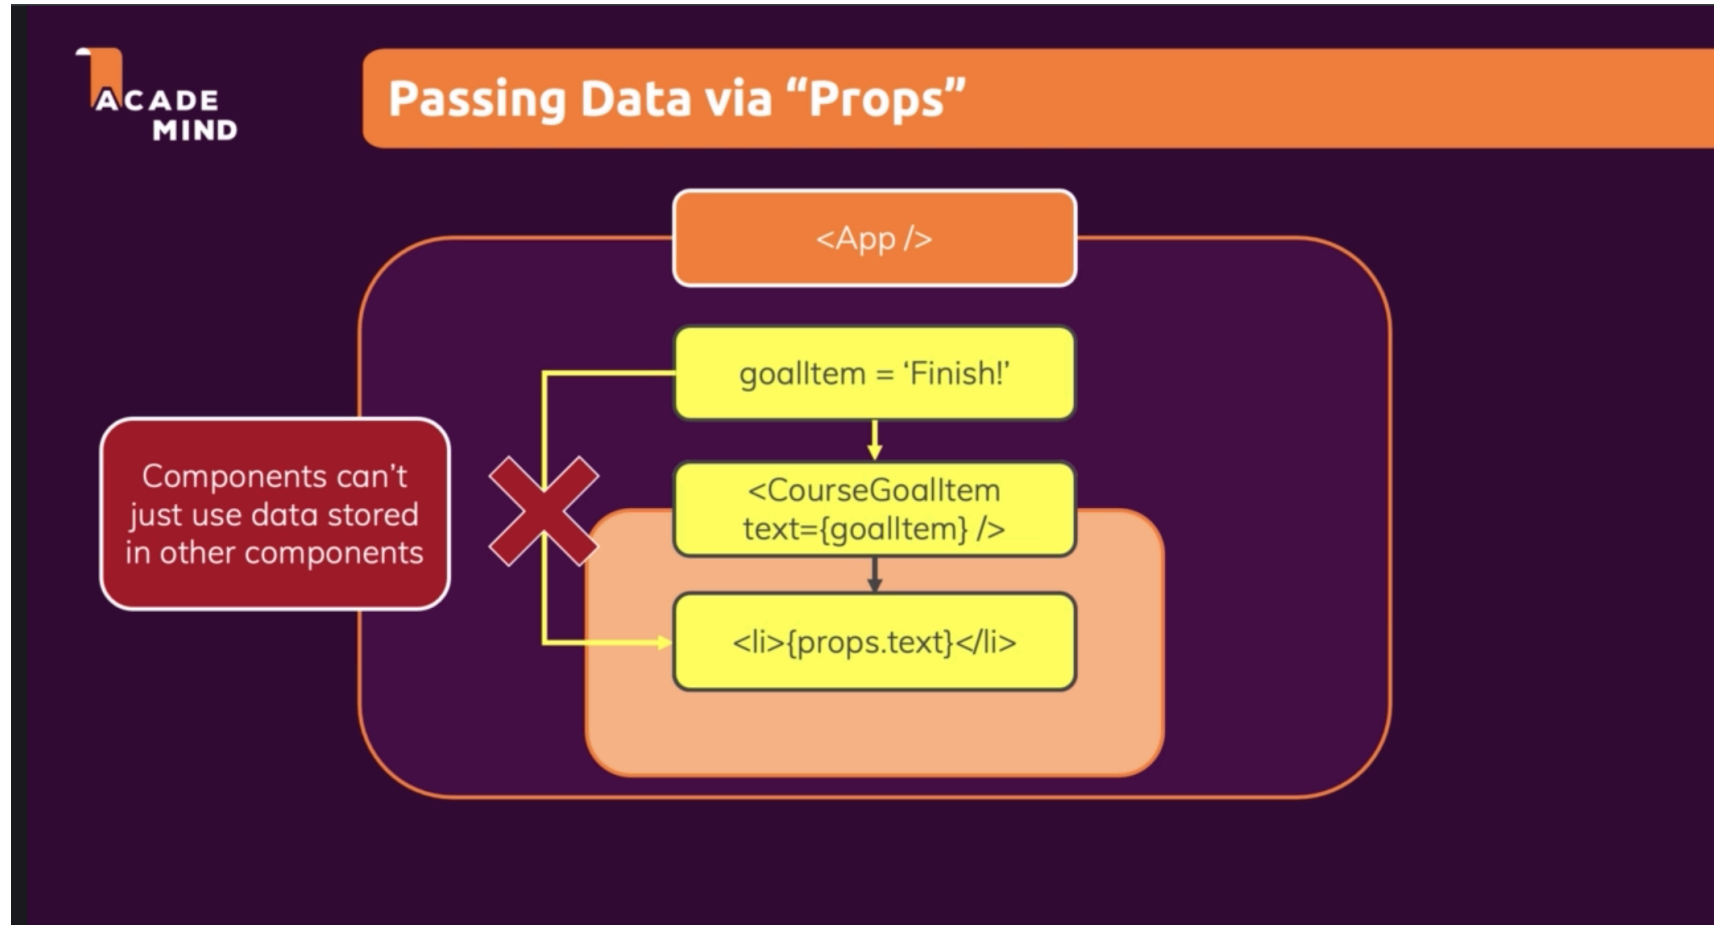 ACADE
MIND
Passing Data via “Props”
<App />
goalItem = ‘Finish!’
Components can’t
just use data stored
in other components
<CourseGoalItem
text={goalItem} />
<li>{props.text}</li>